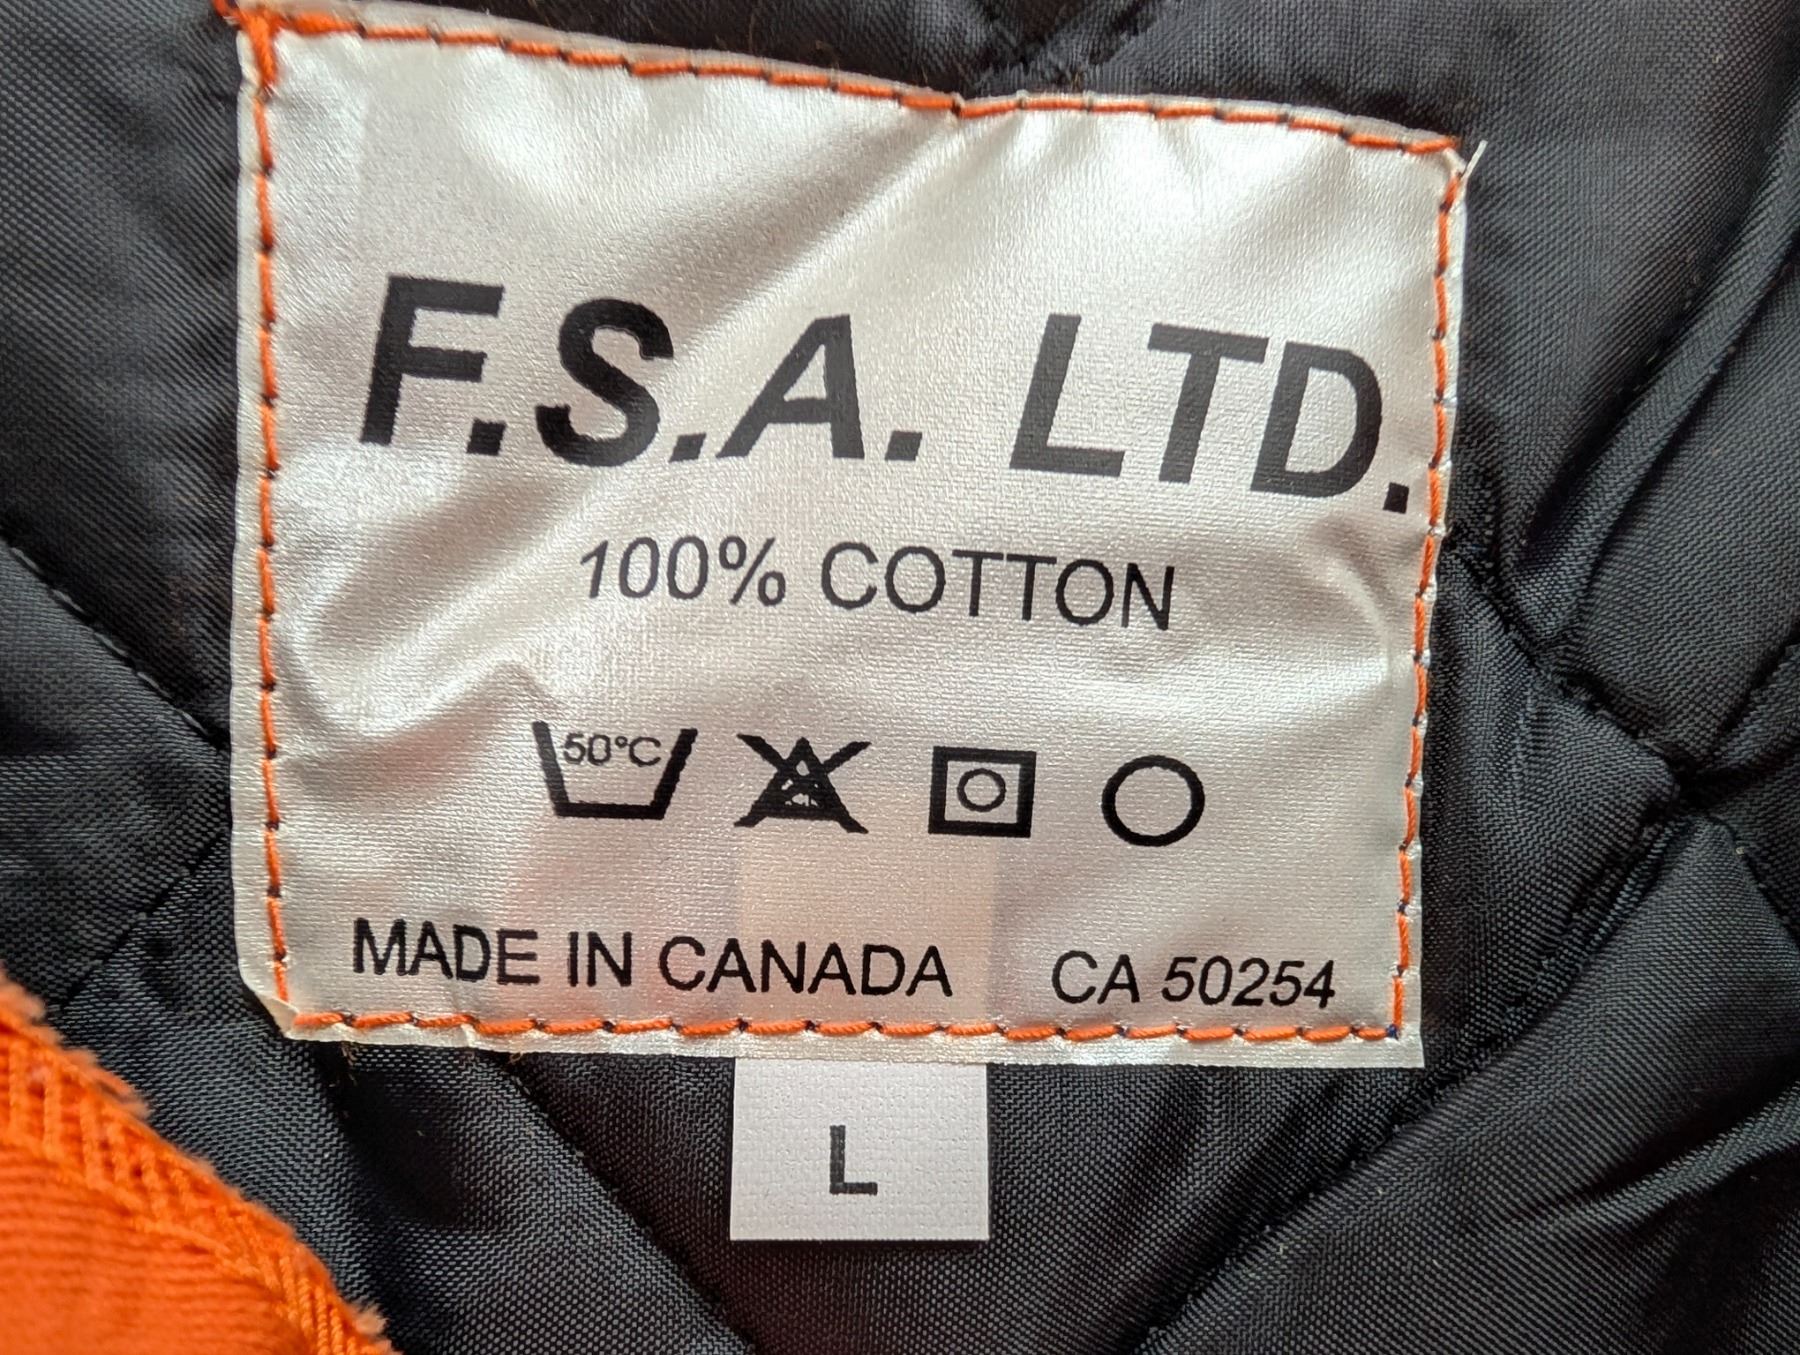 F.S.A. LTD.
100% COTTON
50°C
MADE IN CANADA CA 50254
L